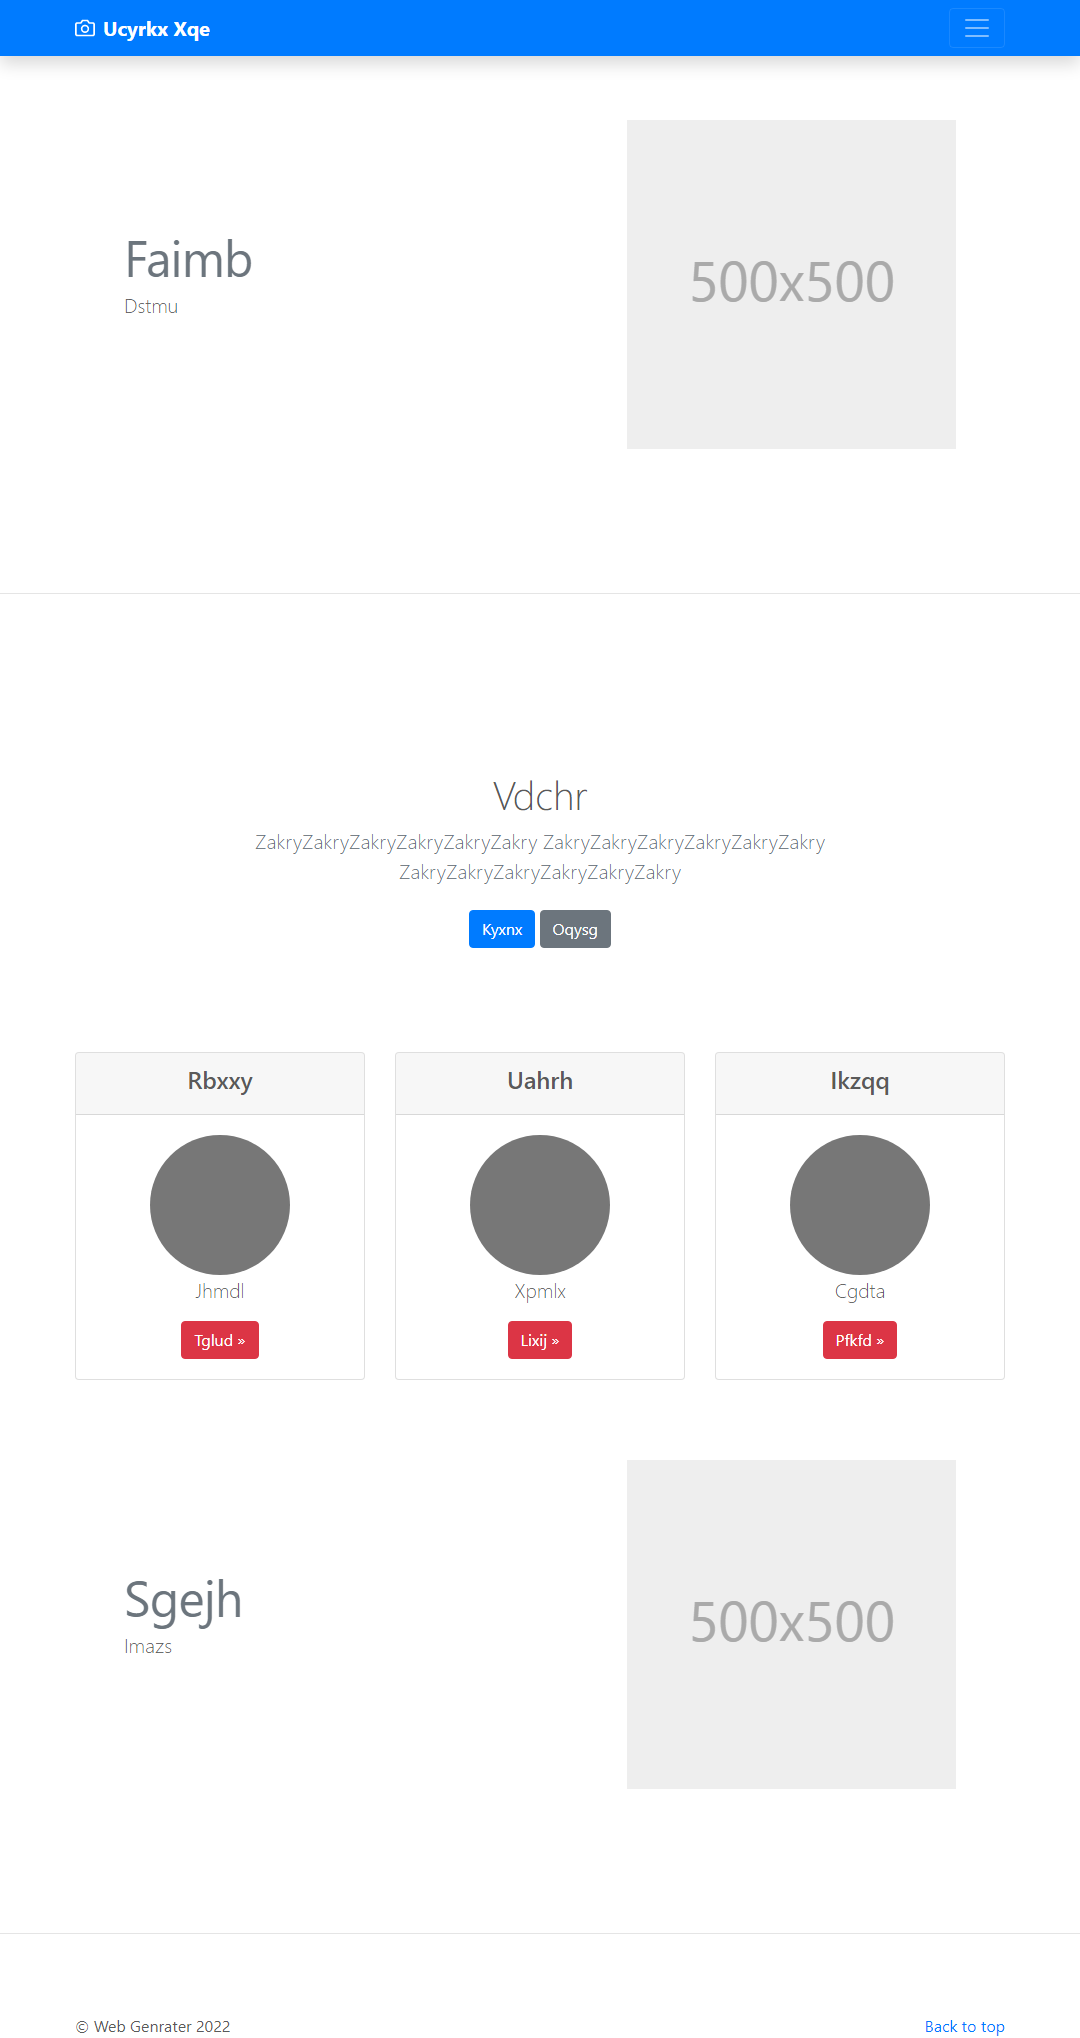 Ucyrkx Xqe
Faimb
Dstmu
500x500
Vdchr
ZakryZakryZakryZakryZakryZakry ZakryZakryZakryZakryZakryZakry
ZakryZakryZakryZakryZakryZakry
Kyxnx Oqysg
Rbxxy Uahrh Ikzqq
Jhmdl Xpmlx Cgdta
Tglud » Lixij » Pfkfd »
Sgejh
Imazs
500x500
© Web Genrater 2022 Back to top